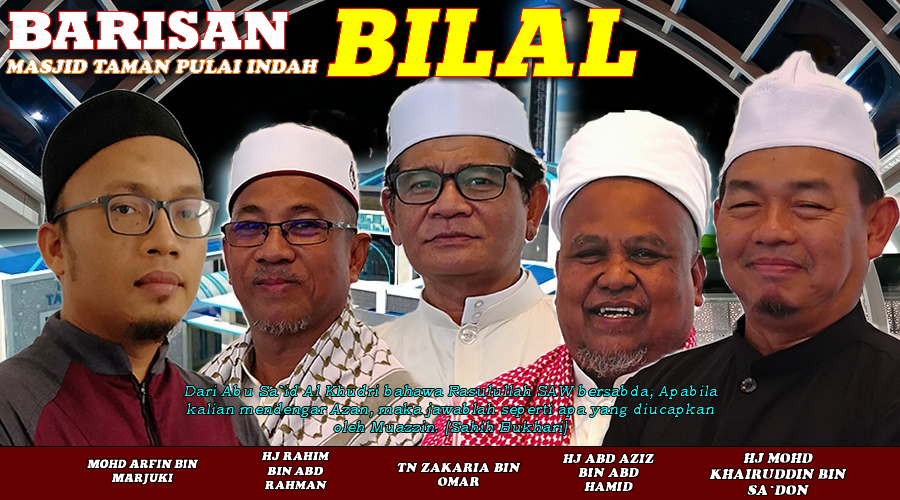 BARISAN
BILAL
MASJID TAMAN PULAI INDAH
Dari Abu Sa`id Al Khudri bahawa Rasulullah SAW bersabda; Apabila
kalian mendengar Azan, maka jawablah seperti apa yang diucapkan
oleh Muazzin. (Sahih Bukhari)
MOHD ARFIN BIN
MARJUKI
HJ RAHIM
BIN ABD
RAHMAN
TN ZAKARIA BIN
OMAR
HJ ABD AZIZ
BIN ABD
HAMID
HJ MOHD
KHAIRUDDIN BIN
SA`DON